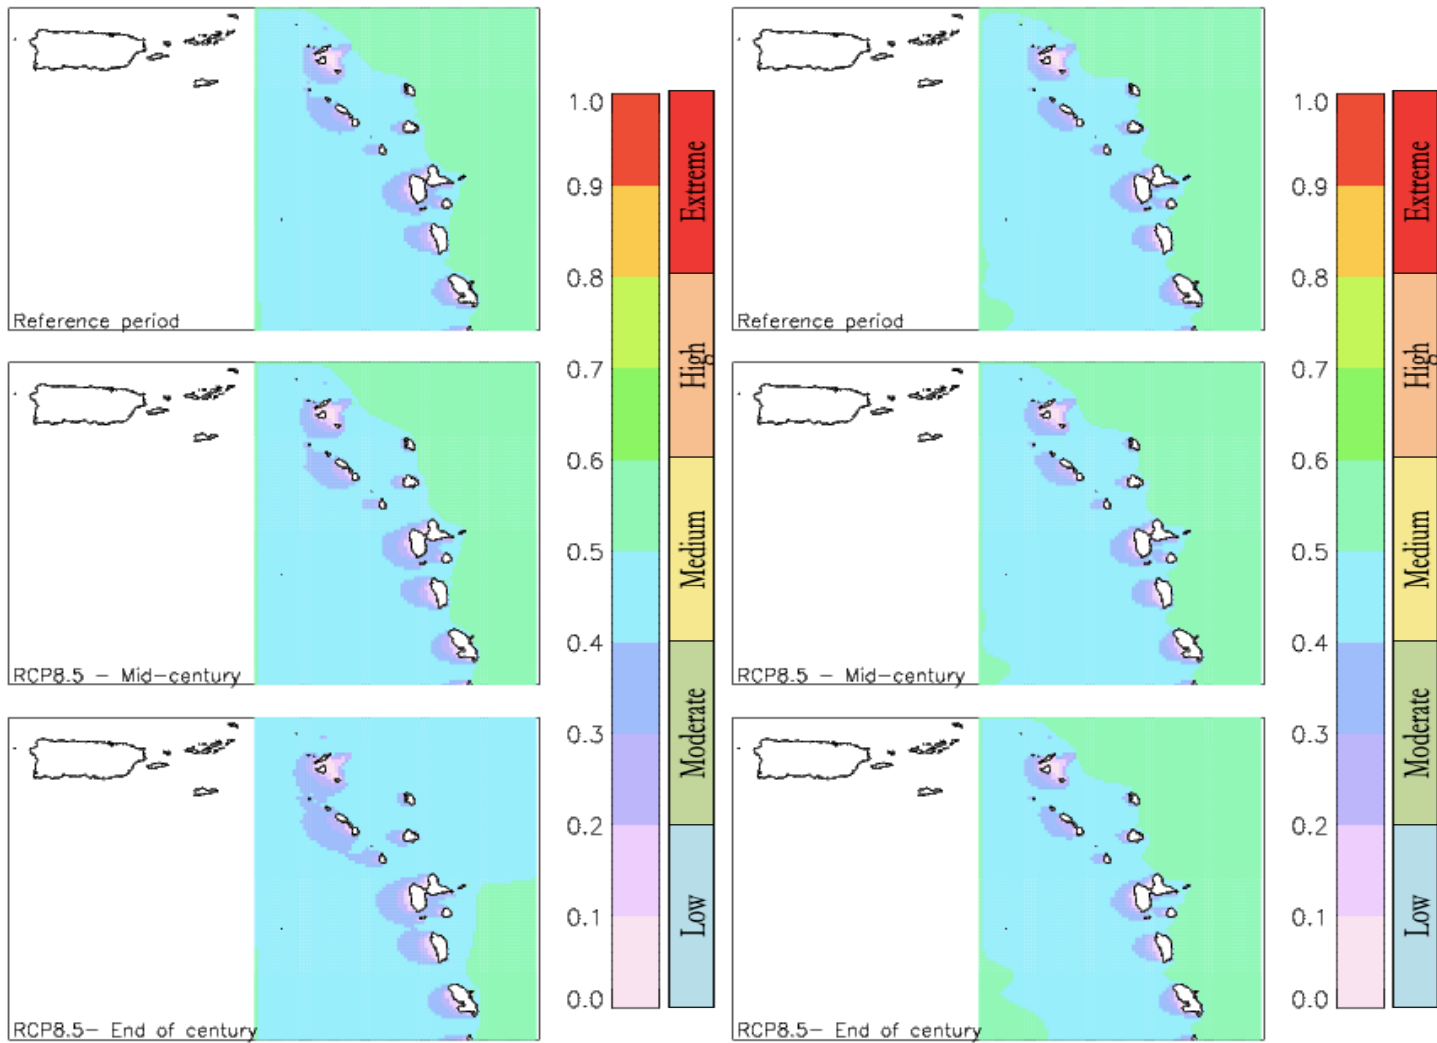 Reference period
1.0
0.9
0.8
0.7
0.6
0.5
0.4
0.3
0.2
0.1
0.0
Extreme
High
Medium
Moderate
Low
Reference period
1.0
0.9
0.8
0.7
0.6
0.5
0.4
0.3
0.2
0.1
0.0
Extreme
High
Medium
Moderate
Low
RCP8.5 – Mid–century
RCP8.5 – Mid–century
RCP8.5– End of century
RCP8.5– End of century